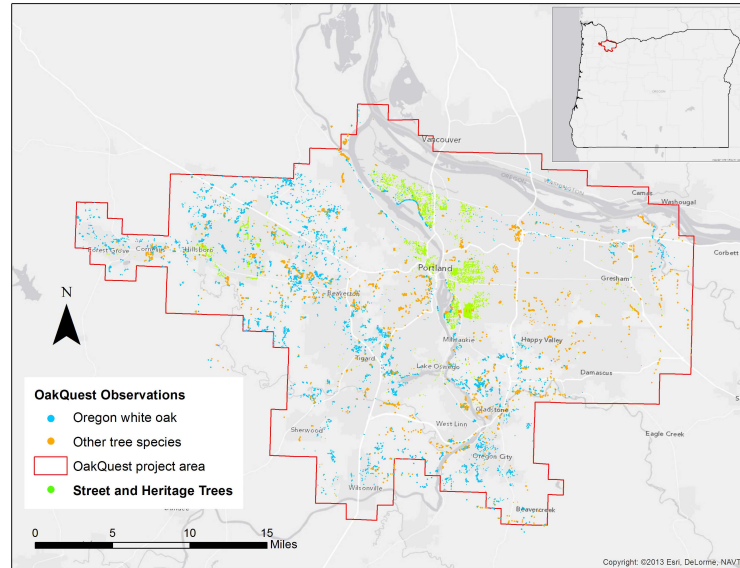 Vancouver
WASHINGTON
Camas
Washougal
Forest Grove
Cornelius
Hillsboro
Portland
Corbett
Gresham
Beaverton
Milwaukie
Happy Valley
Tigard
Lake Oswego
Damascus
Gladstone
West Linn
Sherwood
Eagle Creek
Oregon City
Wilsonville
Beavercreek
N
OakQuest Observations
Oregon white oak
Other tree species
OakQuest project area
Street and Heritage Trees
0 5 10 15
Miles
Copyright: ©2013 Esri, DeLorme, NAVT